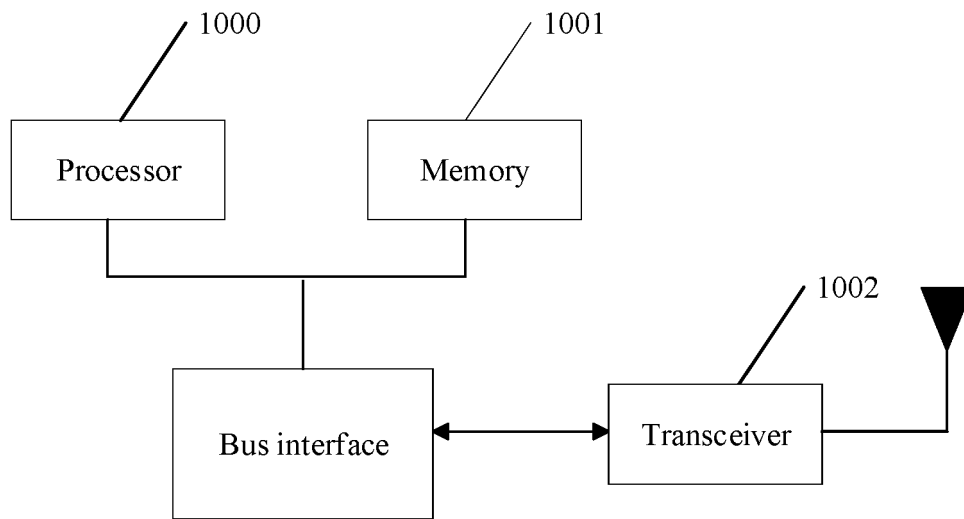 1000
1001
Processor
Memory
1002
Bus interface
Transceiver